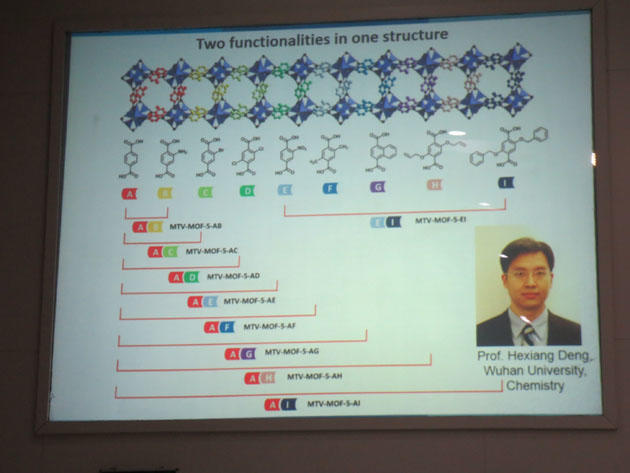 Two functionalities in one structure
A B C D E F G H I
A B MTV-MOF-5-AB
E I MTV-MOF-5-EI
A C MTV-MOF-5-AC
A D MTV-MOF-5-AD
A E MTV-MOF-5-AE
A F MTV-MOF-5-AF
A G MTV-MOF-5-AG
A H MTV-MOF-5-AH
A I MTV-MOF-5-AI
Prof. Hexiang Deng,
Wuhan University,
Chemistry